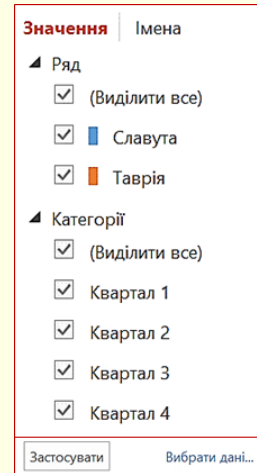 Значення Імена
Ряд
(Виділити все)
Славута
Таврія
Категорії
(Виділити все)
Квартал 1
Квартал 2
Квартал 3
Квартал 4
Застосувати Вибрати дані...